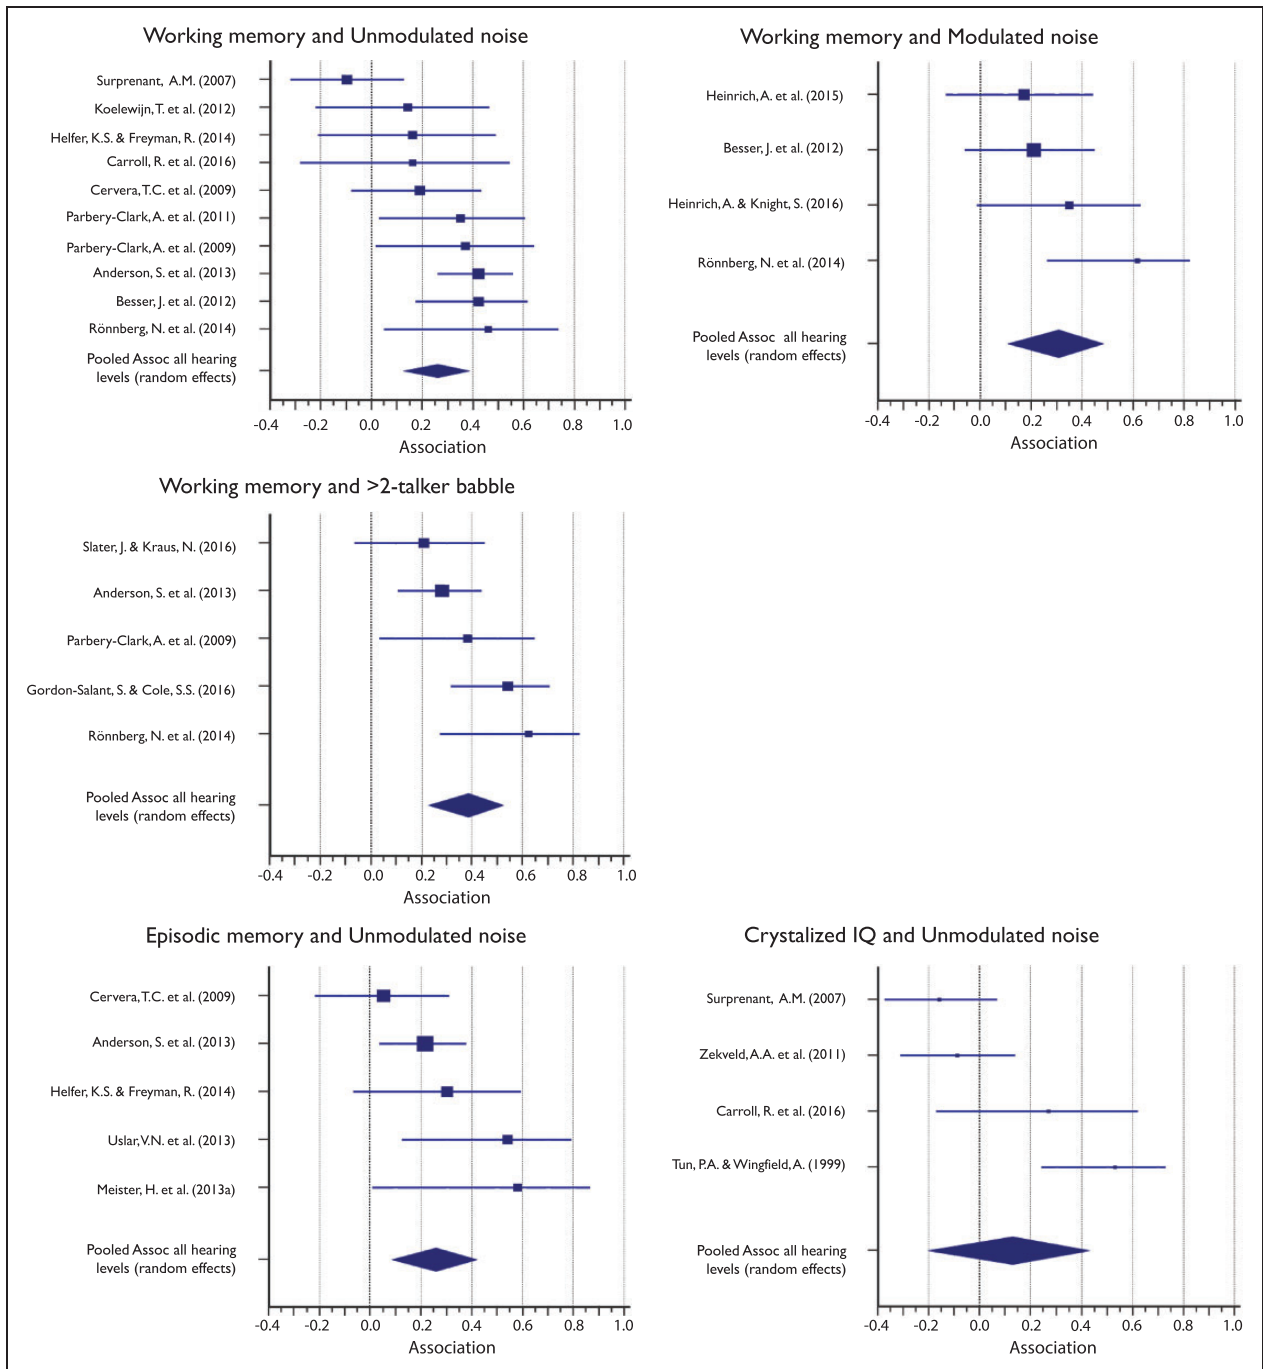 Working memory and Unmodulated noise
Surprenant, A.M. (2007)
Koelewijn, T. et al. (2012)
Helfer, K.S. & Freyman, R. (2014)
Carroll, R. et al. (2016)
Cervera, T.C. et al. (2009)
Parbery-Clark, A. et al. (2011)
Parbery-Clark, A. et al. (2009)
Anderson, S. et al. (2013)
Besser, J. et al. (2012)
Rönnberg, N. et al. (2014)
Pooled Assoc all hearing
levels (random effects)
-0.4 -0.2 0.0 0.2 0.4 0.6 0.8 1.0
Association
Working memory and Modulated noise
Heinrich, A. et al. (2015)
Besser, J. et al. (2012)
Heinrich, A. & Knight, S. (2016)
Rönnberg, N. et al. (2014)
Pooled Assoc all hearing
levels (random effects)
-0.4 -0.2 0.0 0.2 0.4 0.6 0.8 1.0
Association
Working memory and >2-talker babble
Slater, J. & Kraus, N. (2016)
Anderson, S. et al. (2013)
Parbery-Clark, A. et al. (2009)
Gordon-Salant, S. & Cole, S.S. (2016)
Rönnberg, N. et al. (2014)
Pooled Assoc all hearing
levels (random effects)
-0.4 -0.2 0.0 0.2 0.4 0.6 0.8 1.0
Association
Episodic memory and Unmodulated noise
Cervera, T.C. et al. (2009)
Anderson, S. et al. (2013)
Helfer, K.S. & Freyman, R. (2014)
Uslar, V.N. et al. (2013)
Meister, H. et al. (2013a)
Pooled Assoc all hearing
levels (random effects)
-0.4 -0.2 0.0 0.2 0.4 0.6 0.8 1.0
Association
Crystalized IQ and Unmodulated noise
Surprenant, A.M. (2007)
Zekveld, A.A. et al. (2011)
Carroll, R. et al. (2016)
Tun, P.A. & Wingfield, A. (1999)
Pooled Assoc all hearing
levels (random effects)
-0.4 -0.2 0.0 0.2 0.4 0.6 0.8 1.0
Association